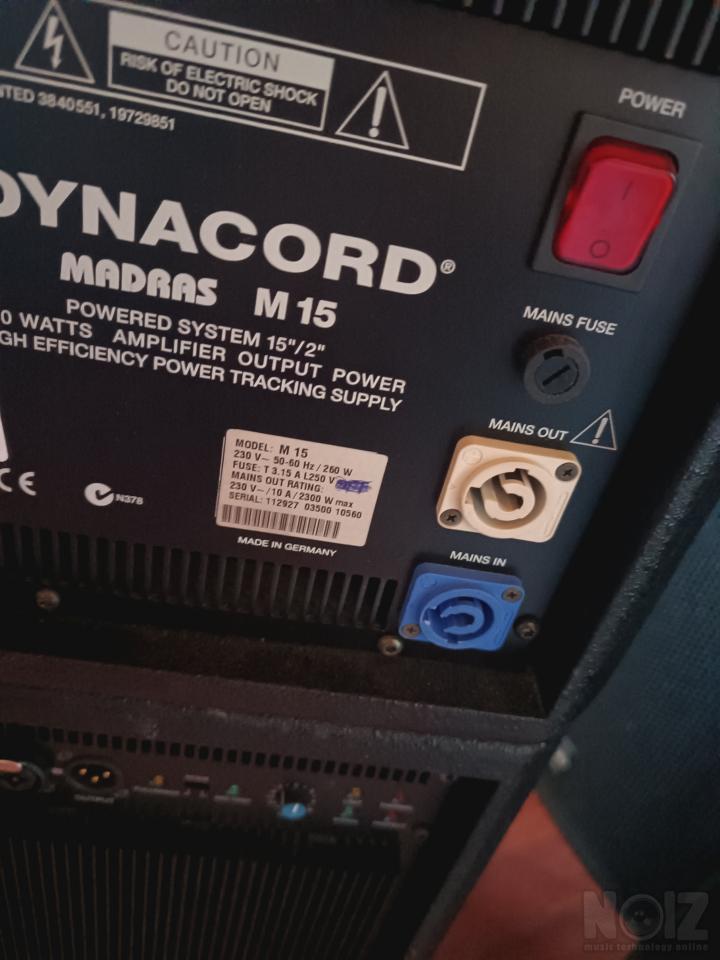 CAUTION
RISK OF ELECTRIC SHOCK
DO NOT OPEN
NTED 3840551, 19729851
POWER
DYNACORD®
MADRAS M 15
POWERED SYSTEM 15"/2"
0 WATTS AMPLIFIER OUTPUT POWER
GH EFFICIENCY POWER TRACKING SUPPLY
MAINS FUSE
MAINS OUT
MODEL: M 15
230 V~ 50-60 Hz / 260 W
FUSE: T 3.15 A L250 V
MAINS OUT RATING:
230 V~ /10 A / 2300 W max
SERIAL: 112927 03500 10560
CE
N378
MADE IN GERMANY
MAINS IN
OUTPUT
NOIZ
music technology online